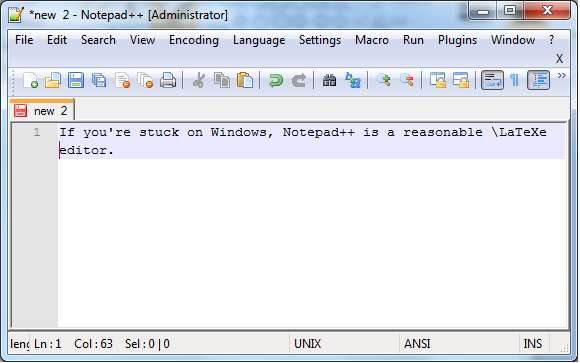 *new 2 - Notepad++ [Administrator]
File Edit Search View Encoding Language Settings Macro Run Plugins Window ?
X
new 2
1 If you're stuck on Windows, Notepad++ is a reasonable \LaTeXe
editor.
leng Ln : 1 Col : 63 Sel : 0 | 0 UNIX ANSI INS